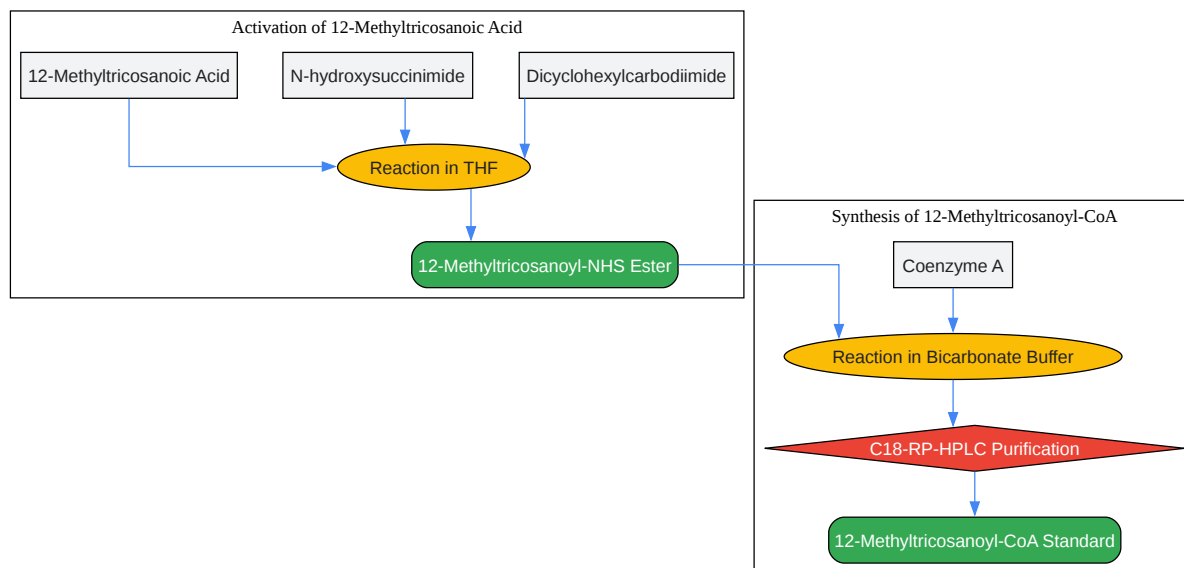 Activation of 12-Methyltricosanoic Acid
12-Methyltricosanoic Acid
N-hydroxysuccinimide
Dicyclohexylcarbodiimide
Reaction in THF
12-Methyltricosanoyl-NHS Ester
Synthesis of 12-Methyltricosanoyl-CoA
Coenzyme A
Reaction in Bicarbonate Buffer
C18-RP-HPLC Purification
12-Methyltricosanoyl-CoA Standard